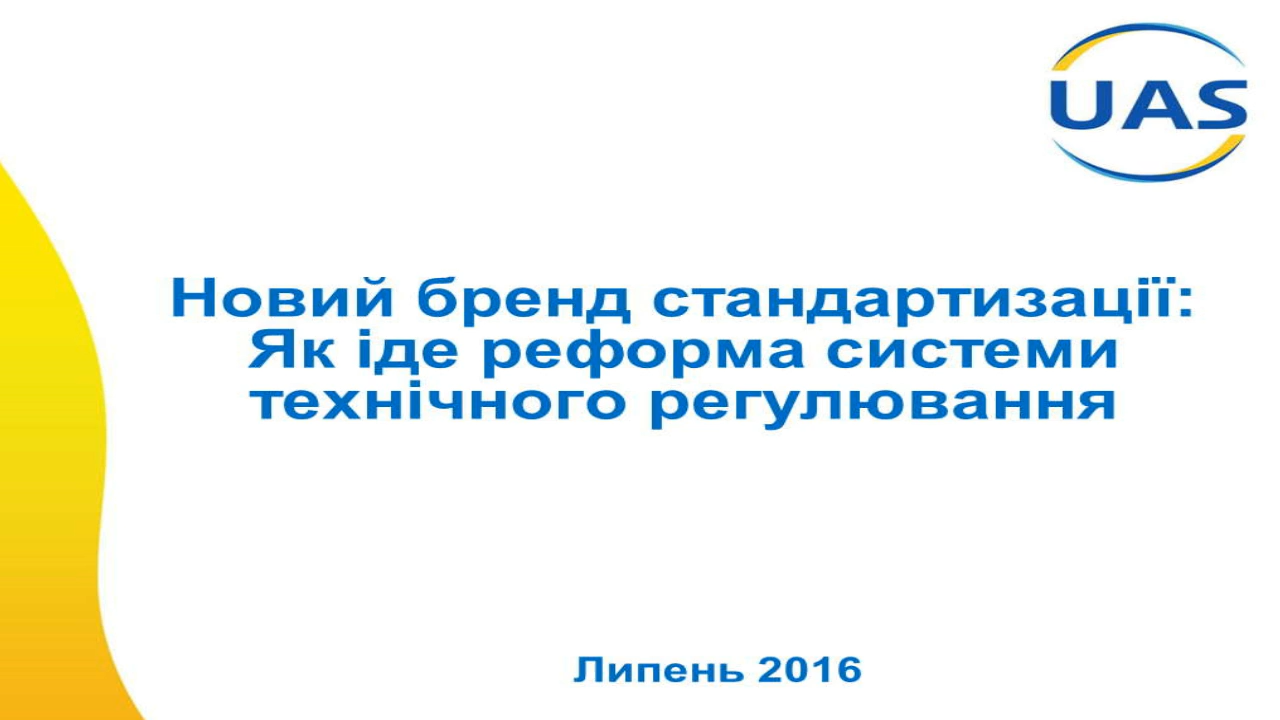 UAS
Новий бренд стандартизації:
Як іде реформа системи
технічного регулювання
Липень 2016